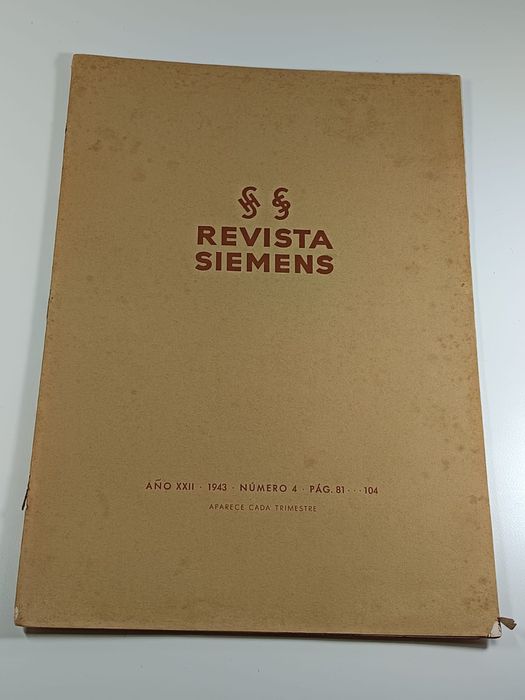 REVISTA
SIEMENS
AÑO XXII · 1943 · NÚMERO 4 · PÁG. 81 · · · 104
APARECE CADA TRIMESTRE